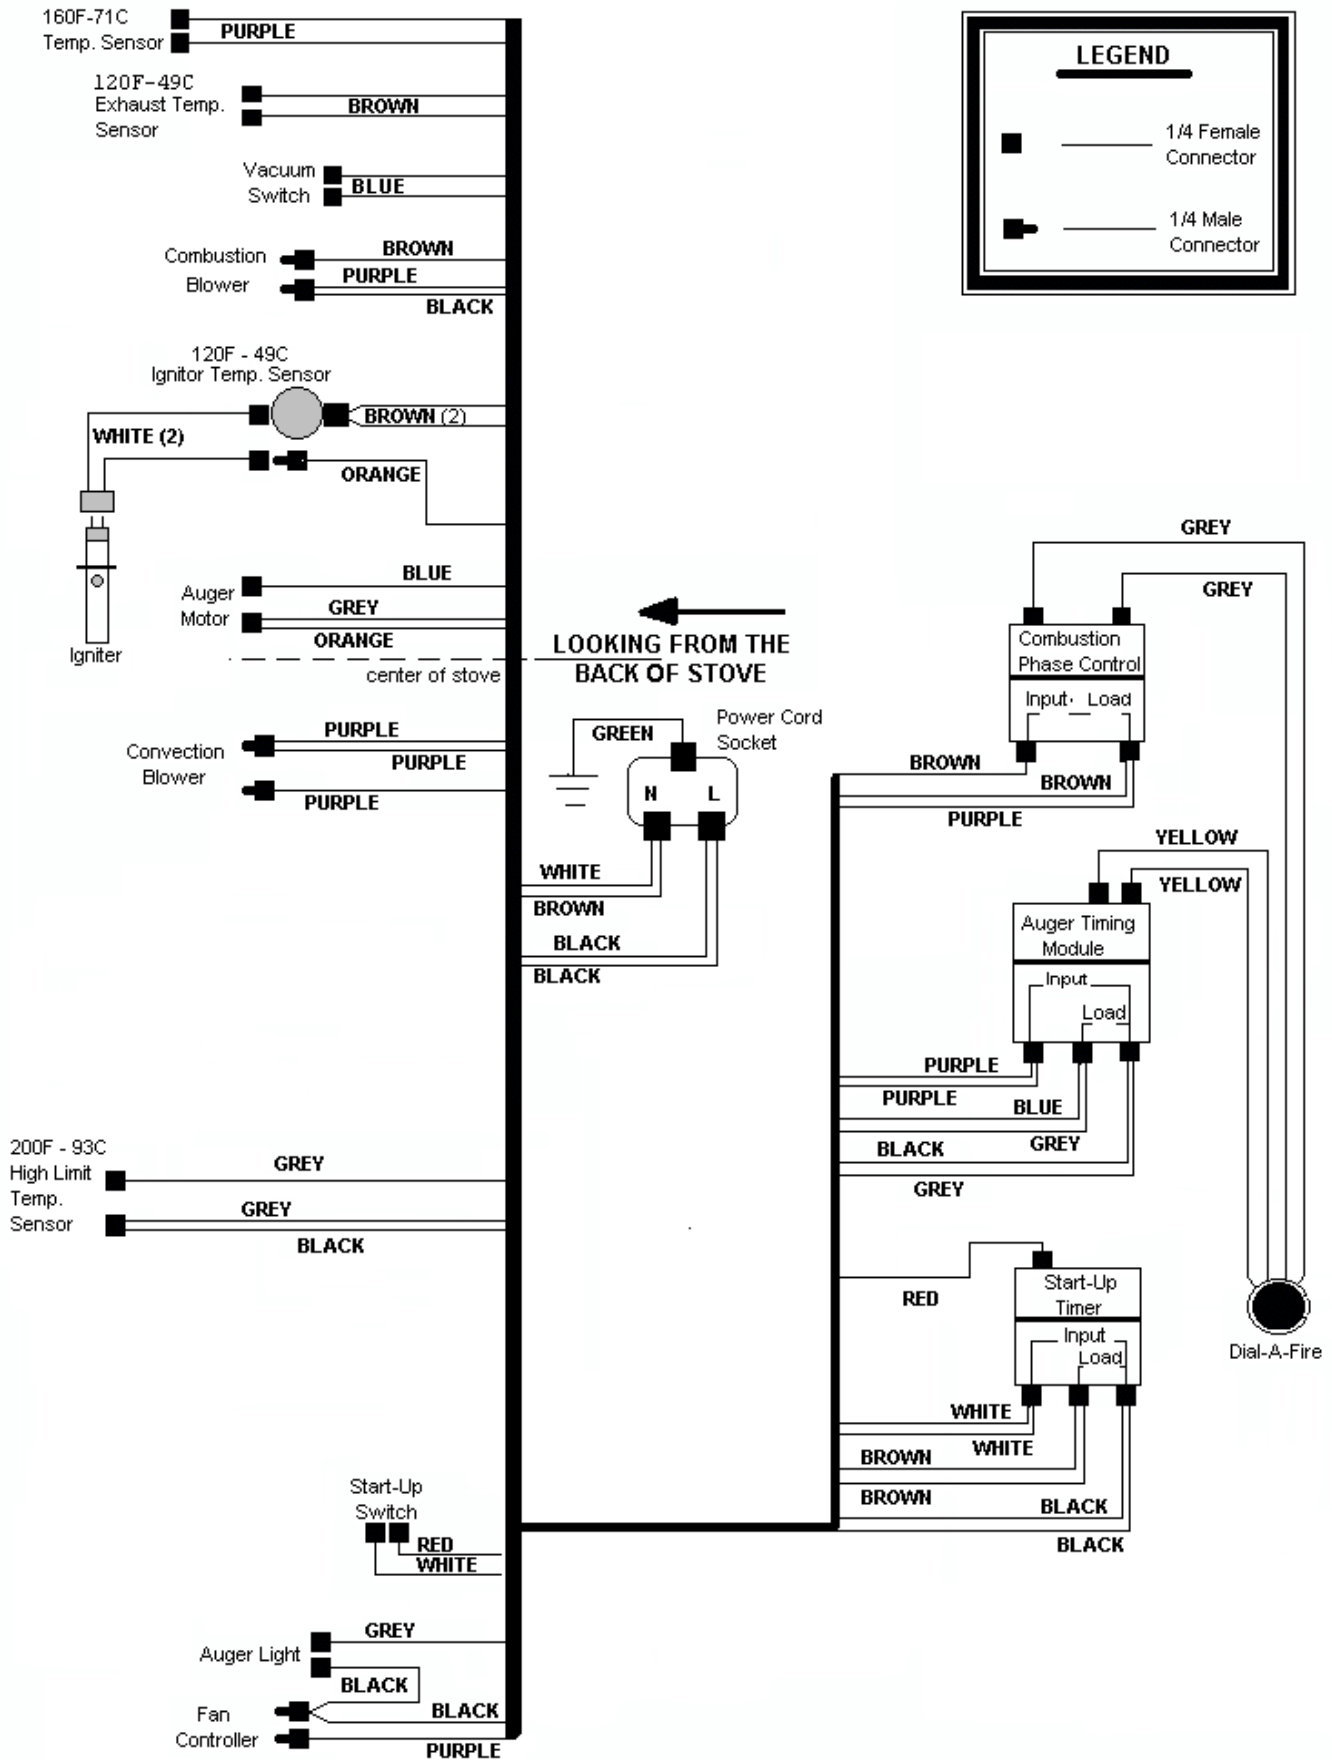 160F-71C
Temp. Sensor
PURPLE
120F-49C
Exhaust Temp.
Sensor
BROWN
Vacuum
Switch
BLUE
Combustion
Blower
BROWN
PURPLE
BLACK
120F - 49C
Ignitor Temp. Sensor
BROWN (2)
WHITE (2)
ORANGE
Igniter
Auger
Motor
BLUE
GREY
ORANGE
center of stove
LOOKING FROM THE
BACK OF STOVE
Convection
Blower
PURPLE
PURPLE
PURPLE
GREEN
Power Cord
Socket
N L
WHITE
BROWN
BLACK
BLACK
200F - 93C
High Limit
Temp.
Sensor
GREY
GREY
BLACK
Start-Up
Switch
RED
WHITE
Auger Light
GREY
BLACK
Fan
Controller
BLACK
PURPLE
LEGEND
1/4 Female
Connector
1/4 Male
Connector
GREY
GREY
Combustion
Phase Control
Input Load
BROWN
BROWN
PURPLE
YELLOW
YELLOW
Auger Timing
Module
Input
Load
PURPLE
PURPLE
BLUE
GREY
BLACK
GREY
RED
Start-Up
Timer
Input
Load
WHITE
WHITE
BROWN
BROWN
BLACK
BLACK
Dial-A-Fire